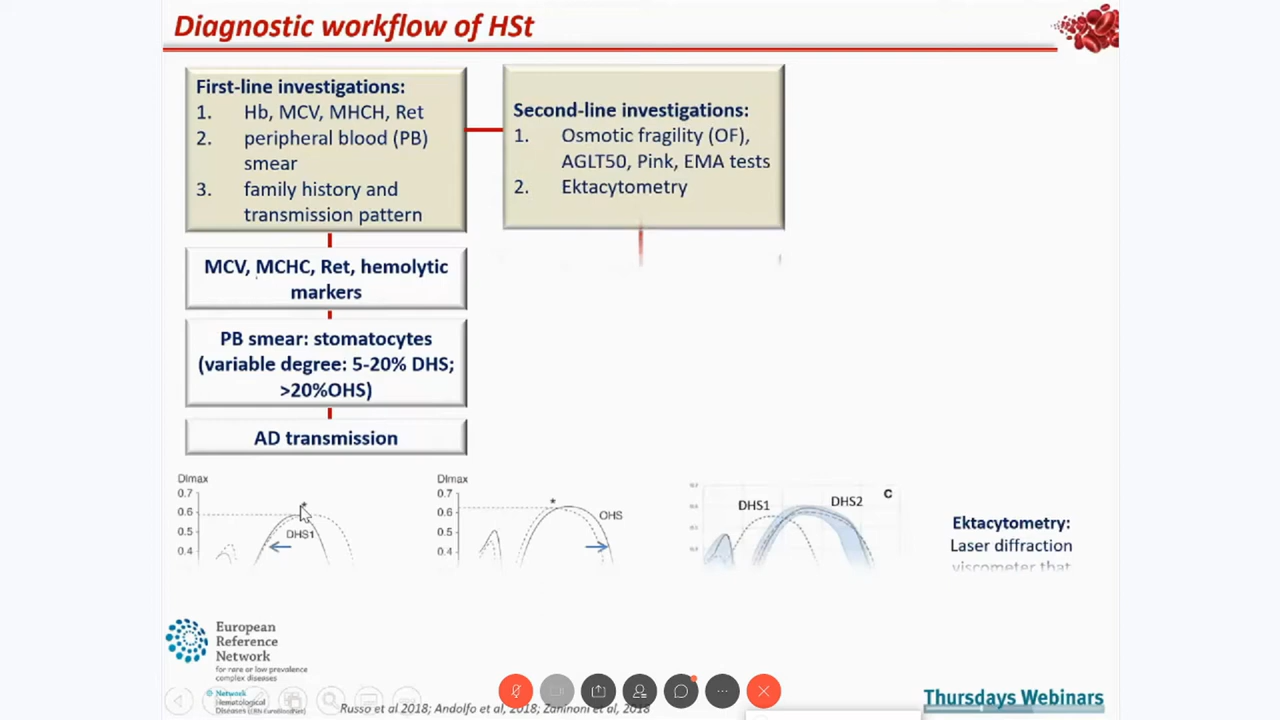 Diagnostic workflow of HSt
First-line investigations:
1. Hb, MCV, MHCH, Ret
2. peripheral blood (PB)
smear
3. family history and
transmission pattern
Second-line investigations:
1. Osmotic fragility (OF),
AGLT50, Pink, EMA tests
2. Ektacytometry
MCV, MCHC, Ret, hemolytic
markers
PB smear: stomatocytes
(variable degree: 5-20% DHS;
>20%OHS)
AD transmission
DImax
0.7
0.6
0.5
0.4
*
DHS1
DImax
0.7
0.6
0.5
0.4
*
OHS
DHS1
DHS2
C
Ektacytometry:
Laser diffraction
viscometer that
European
Reference
Network
for rare or low prevalence
complex diseases
Network
Hematological
Diseases (ERN EuroBloodNet)
Russo et al 2018; Andolfo et al, 2018; Zaninoni et al, 2018
Thursdays Webinars